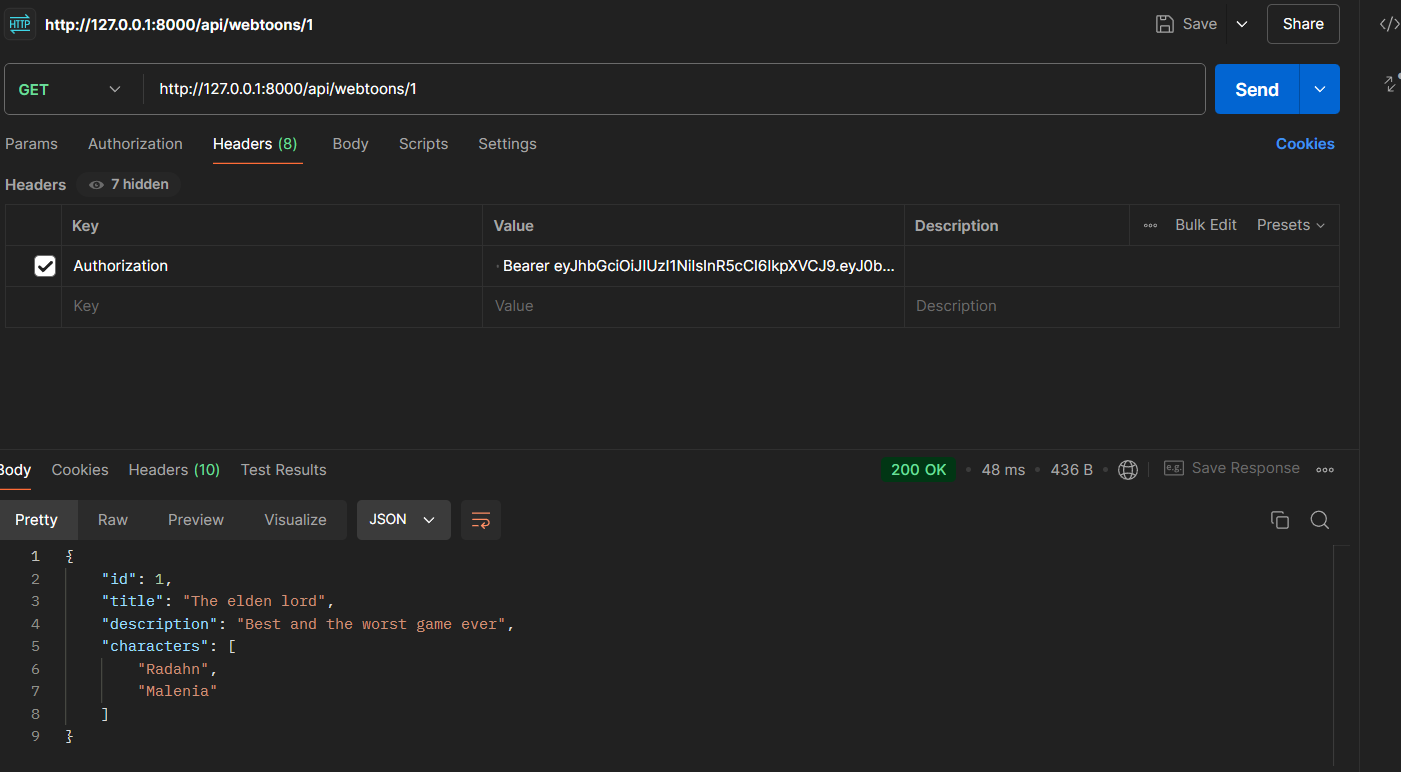 HTTP http://127.0.0.1:8000/api/webtoons/1 Save Share
GET http://127.0.0.1:8000/api/webtoons/1 Send
Params Authorization Headers (8) Body Scripts Settings Cookies
Headers 7 hidden
Key Value Description Bulk Edit Presets
Authorization Bearer eyJhbGciOiJIUzI1NiIsInR5cCI6IkpXVCJ9.eyJ0b...
Key Value Description
Body Cookies Headers (10) Test Results 200 OK • 48 ms • 436 B • e.g. Save Response
Pretty Raw Preview Visualize JSON
1 {
2 "id": 1,
3 "title": "The elden lord",
4 "description": "Best and the worst game ever",
5 "characters": [
6 "Radahn",
7 "Malenia"
8 ]
9 }